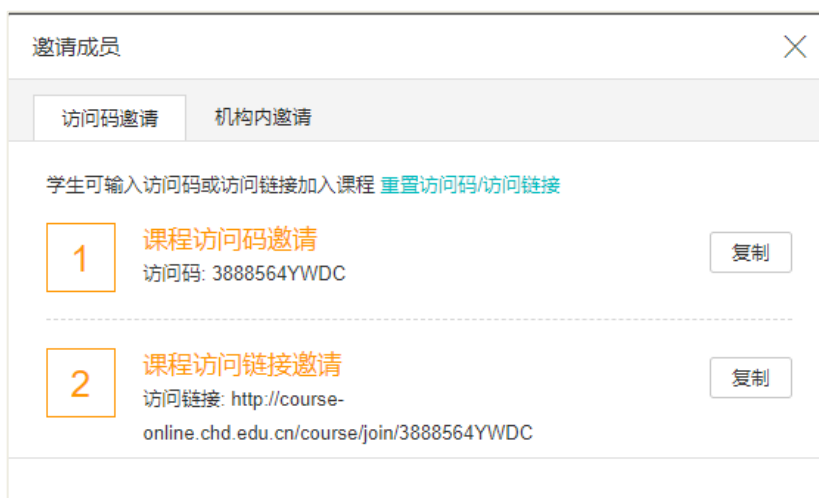 邀请成员
访问码邀请 机构内邀请
学生可输入访问码或访问链接加入课程 重置访问码/访问链接
1
课程访问码邀请
访问码: 3888564YWDC
复制
2
课程访问链接邀请
访问链接: http://course-
online.chd.edu.cn/course/join/3888564YWDC
复制